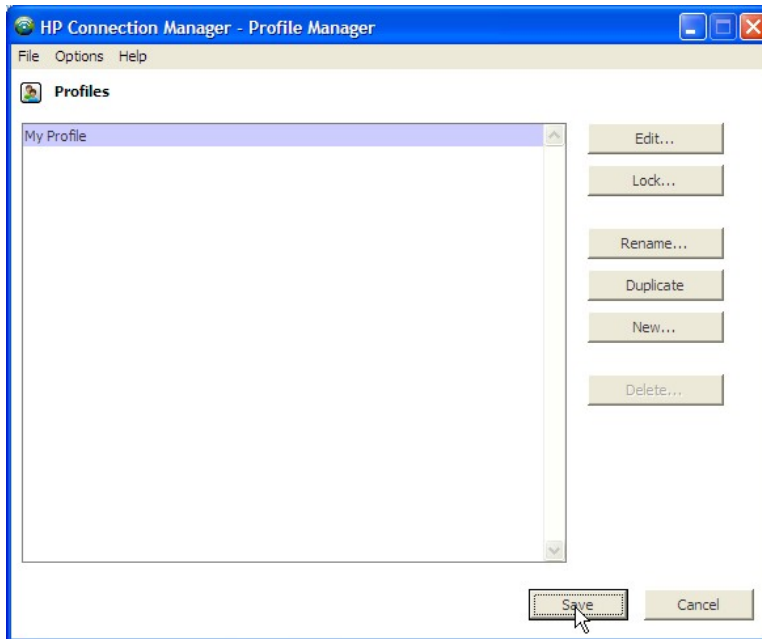 HP Connection Manager - Profile Manager
File Options Help
Profiles
My Profile
Edit...
Lock...
Rename...
Duplicate
New...
Delete...
Save Cancel